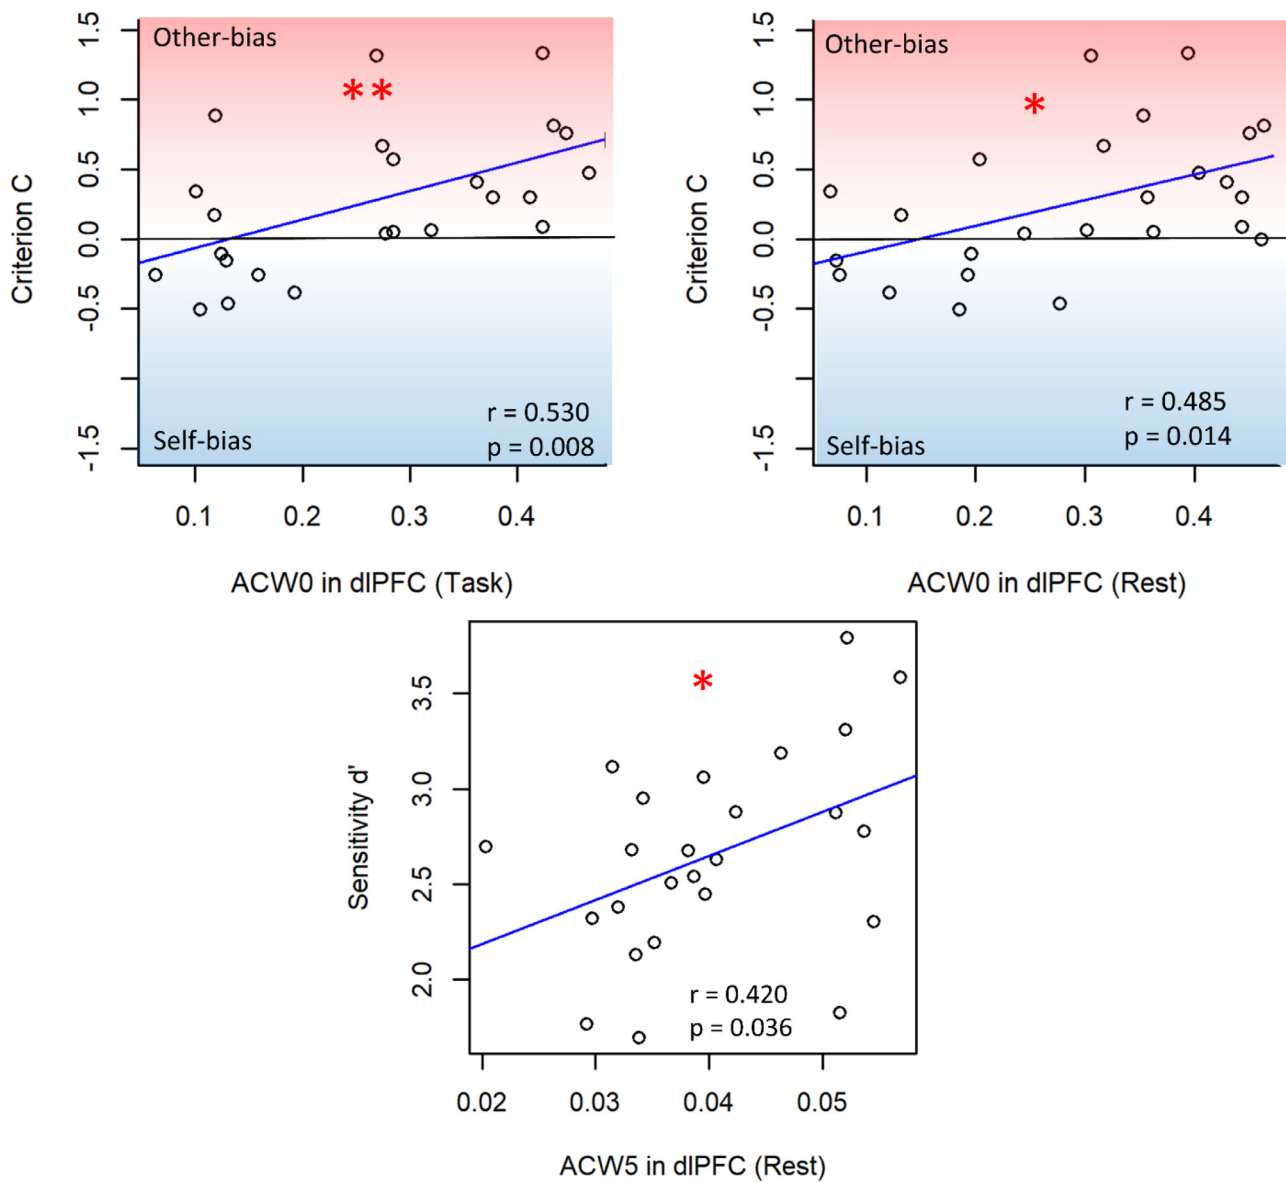 Other-bias
**
Criterion C
1.5
1.0
0.5
0.0
-0.5
-1.5
r = 0.530
p = 0.008
Self-bias
0.1 0.2 0.3 0.4
ACW0 in dlPFC (Task)
Other-bias
*
Criterion C
1.5
1.0
0.5
0.0
-0.5
-1.5
r = 0.485
p = 0.014
Self-bias
0.1 0.2 0.3 0.4
ACW0 in dlPFC (Rest)
*
Sensitivity d'
3.5
3.0
2.5
2.0
r = 0.420
p = 0.036
0.02 0.03 0.04 0.05
ACW5 in dlPFC (Rest)